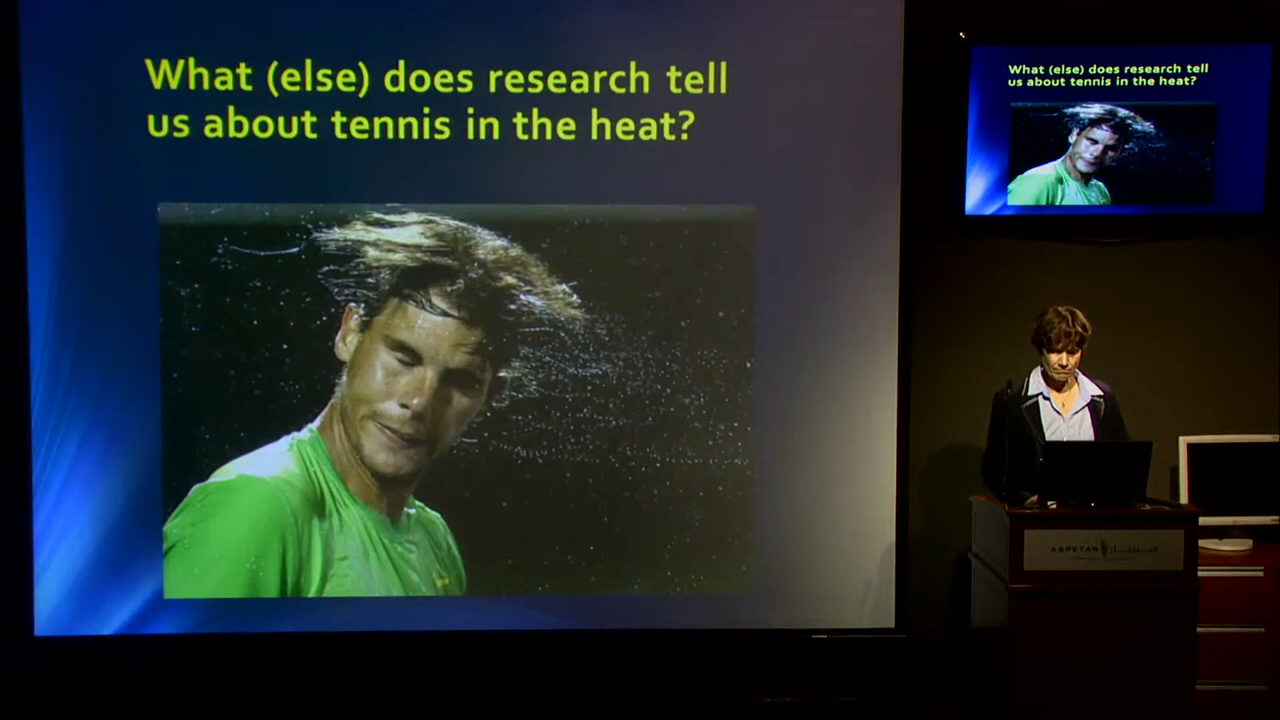 What (else) does research tell
us about tennis in the heat?
What (else) does research tell
us about tennis in the heat?
ASPETAR